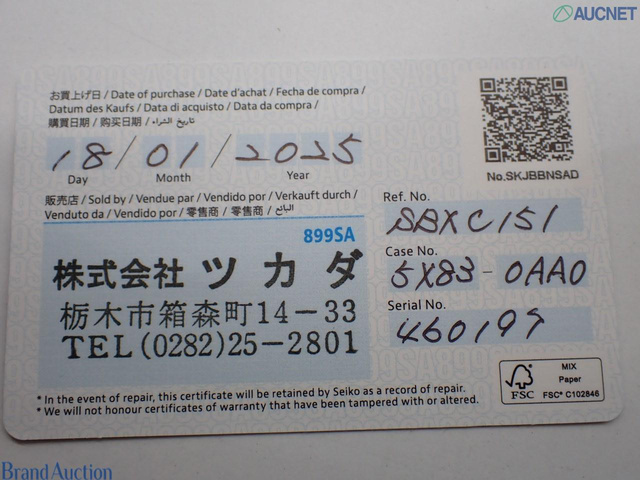 AUCNET
お買上げ日 / Date of purchase / Date d'achat / Fecha de compra /
Datum des Kaufs / Data di acquisto / Data da compra /
購買日期 / 购买日期 / تاريخ الشراء
18 / 01 / 2025
Day Month Year
No.SKJBBNSAD
販売店 / Sold by / Vendue par / Vendido por / Verkauft durch /
Venduto da / Vendido por / 零售商 / 零售商 / البائع
899SA
株式会社 ツカダ
栃木市箱森町14-33
TEL(0282)25-2801
Ref. No.
SBXC151
Case No.
5X83-0AA0
Serial No.
460197
* In the event of repair, this certificate will be retained by Seiko as a record of repair.
* We will not honour certificates of warranty that have been tampered with or altered.
FSC
MIX
Paper
FSC® C102846
Brand Auction